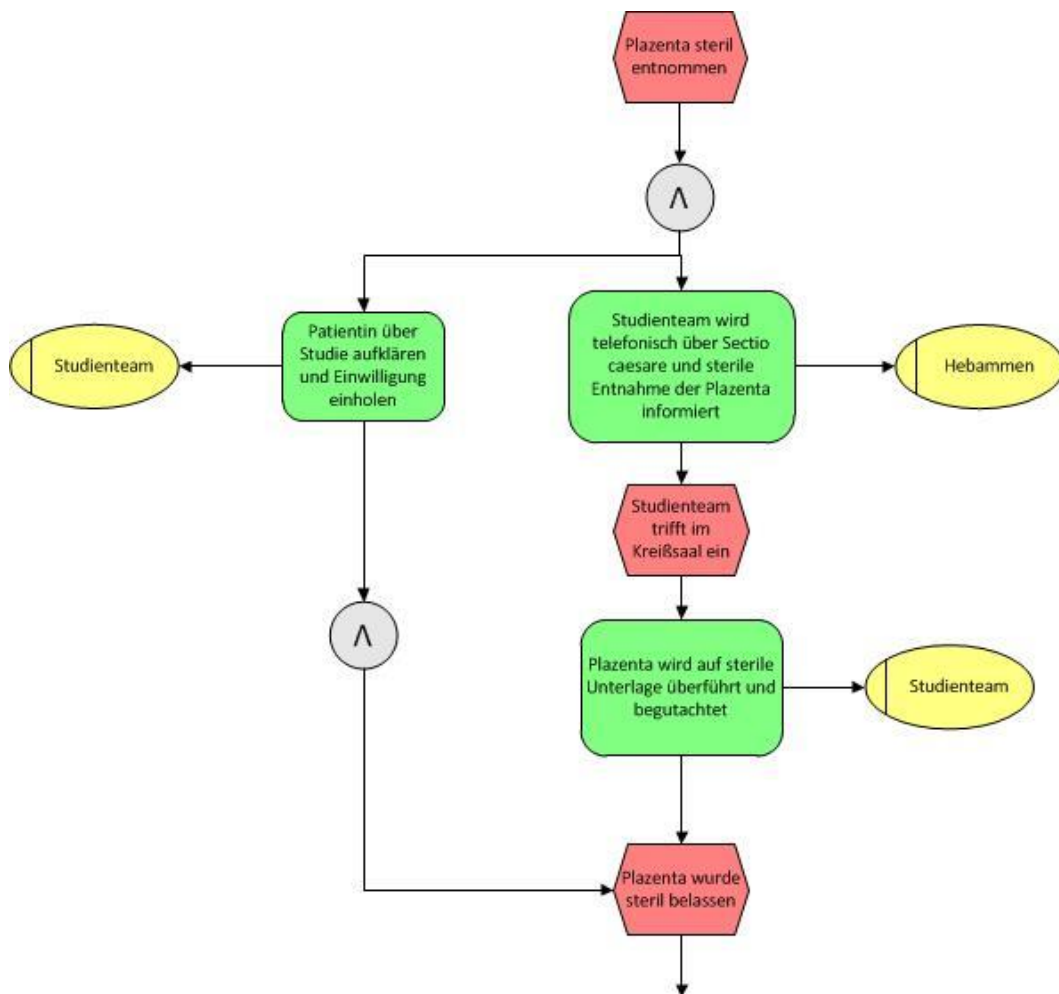 Plazenta steril
entnommen
Λ
Patientin über
Studie aufklären
und Einwilligung
einholen
Studienteam
Studienteam wird
telefonisch über Sectio
caesare und sterile
Entnahme der Plazenta
informiert
Hebammen
Studienteam
trifft im
Kreißsaal ein
Λ
Plazenta wird auf sterile
Unterlage überführt und
begutachtet
Studienteam
Plazenta wurde
steril belassen